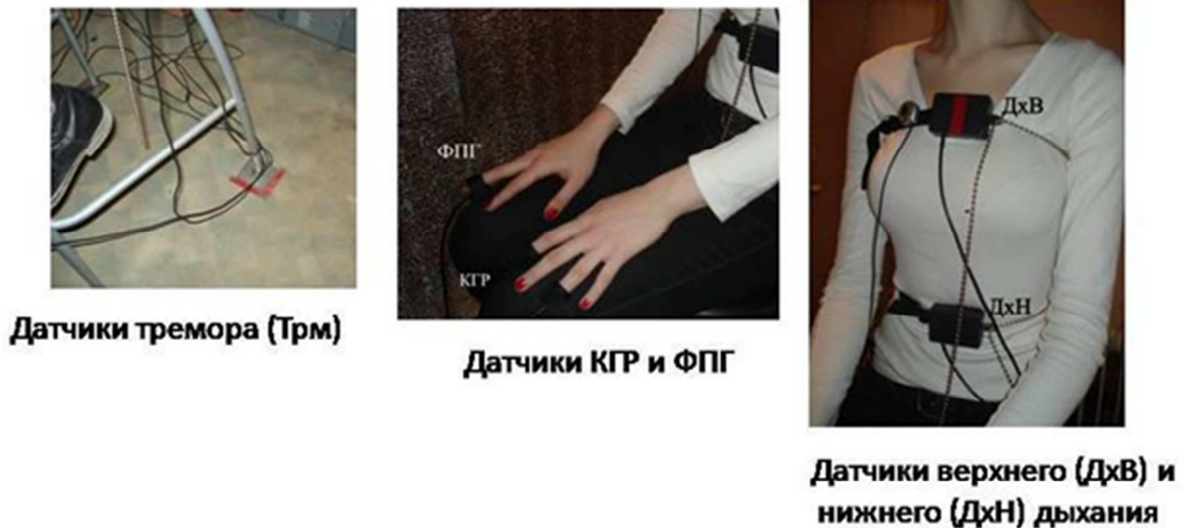 Датчики тремора (Трм)
ФПГ
КГР
Датчики КГР и ФПГ
ДхВ
ДхН
Датчики верхнего (ДхВ) и
нижнего (ДхН) дыхания